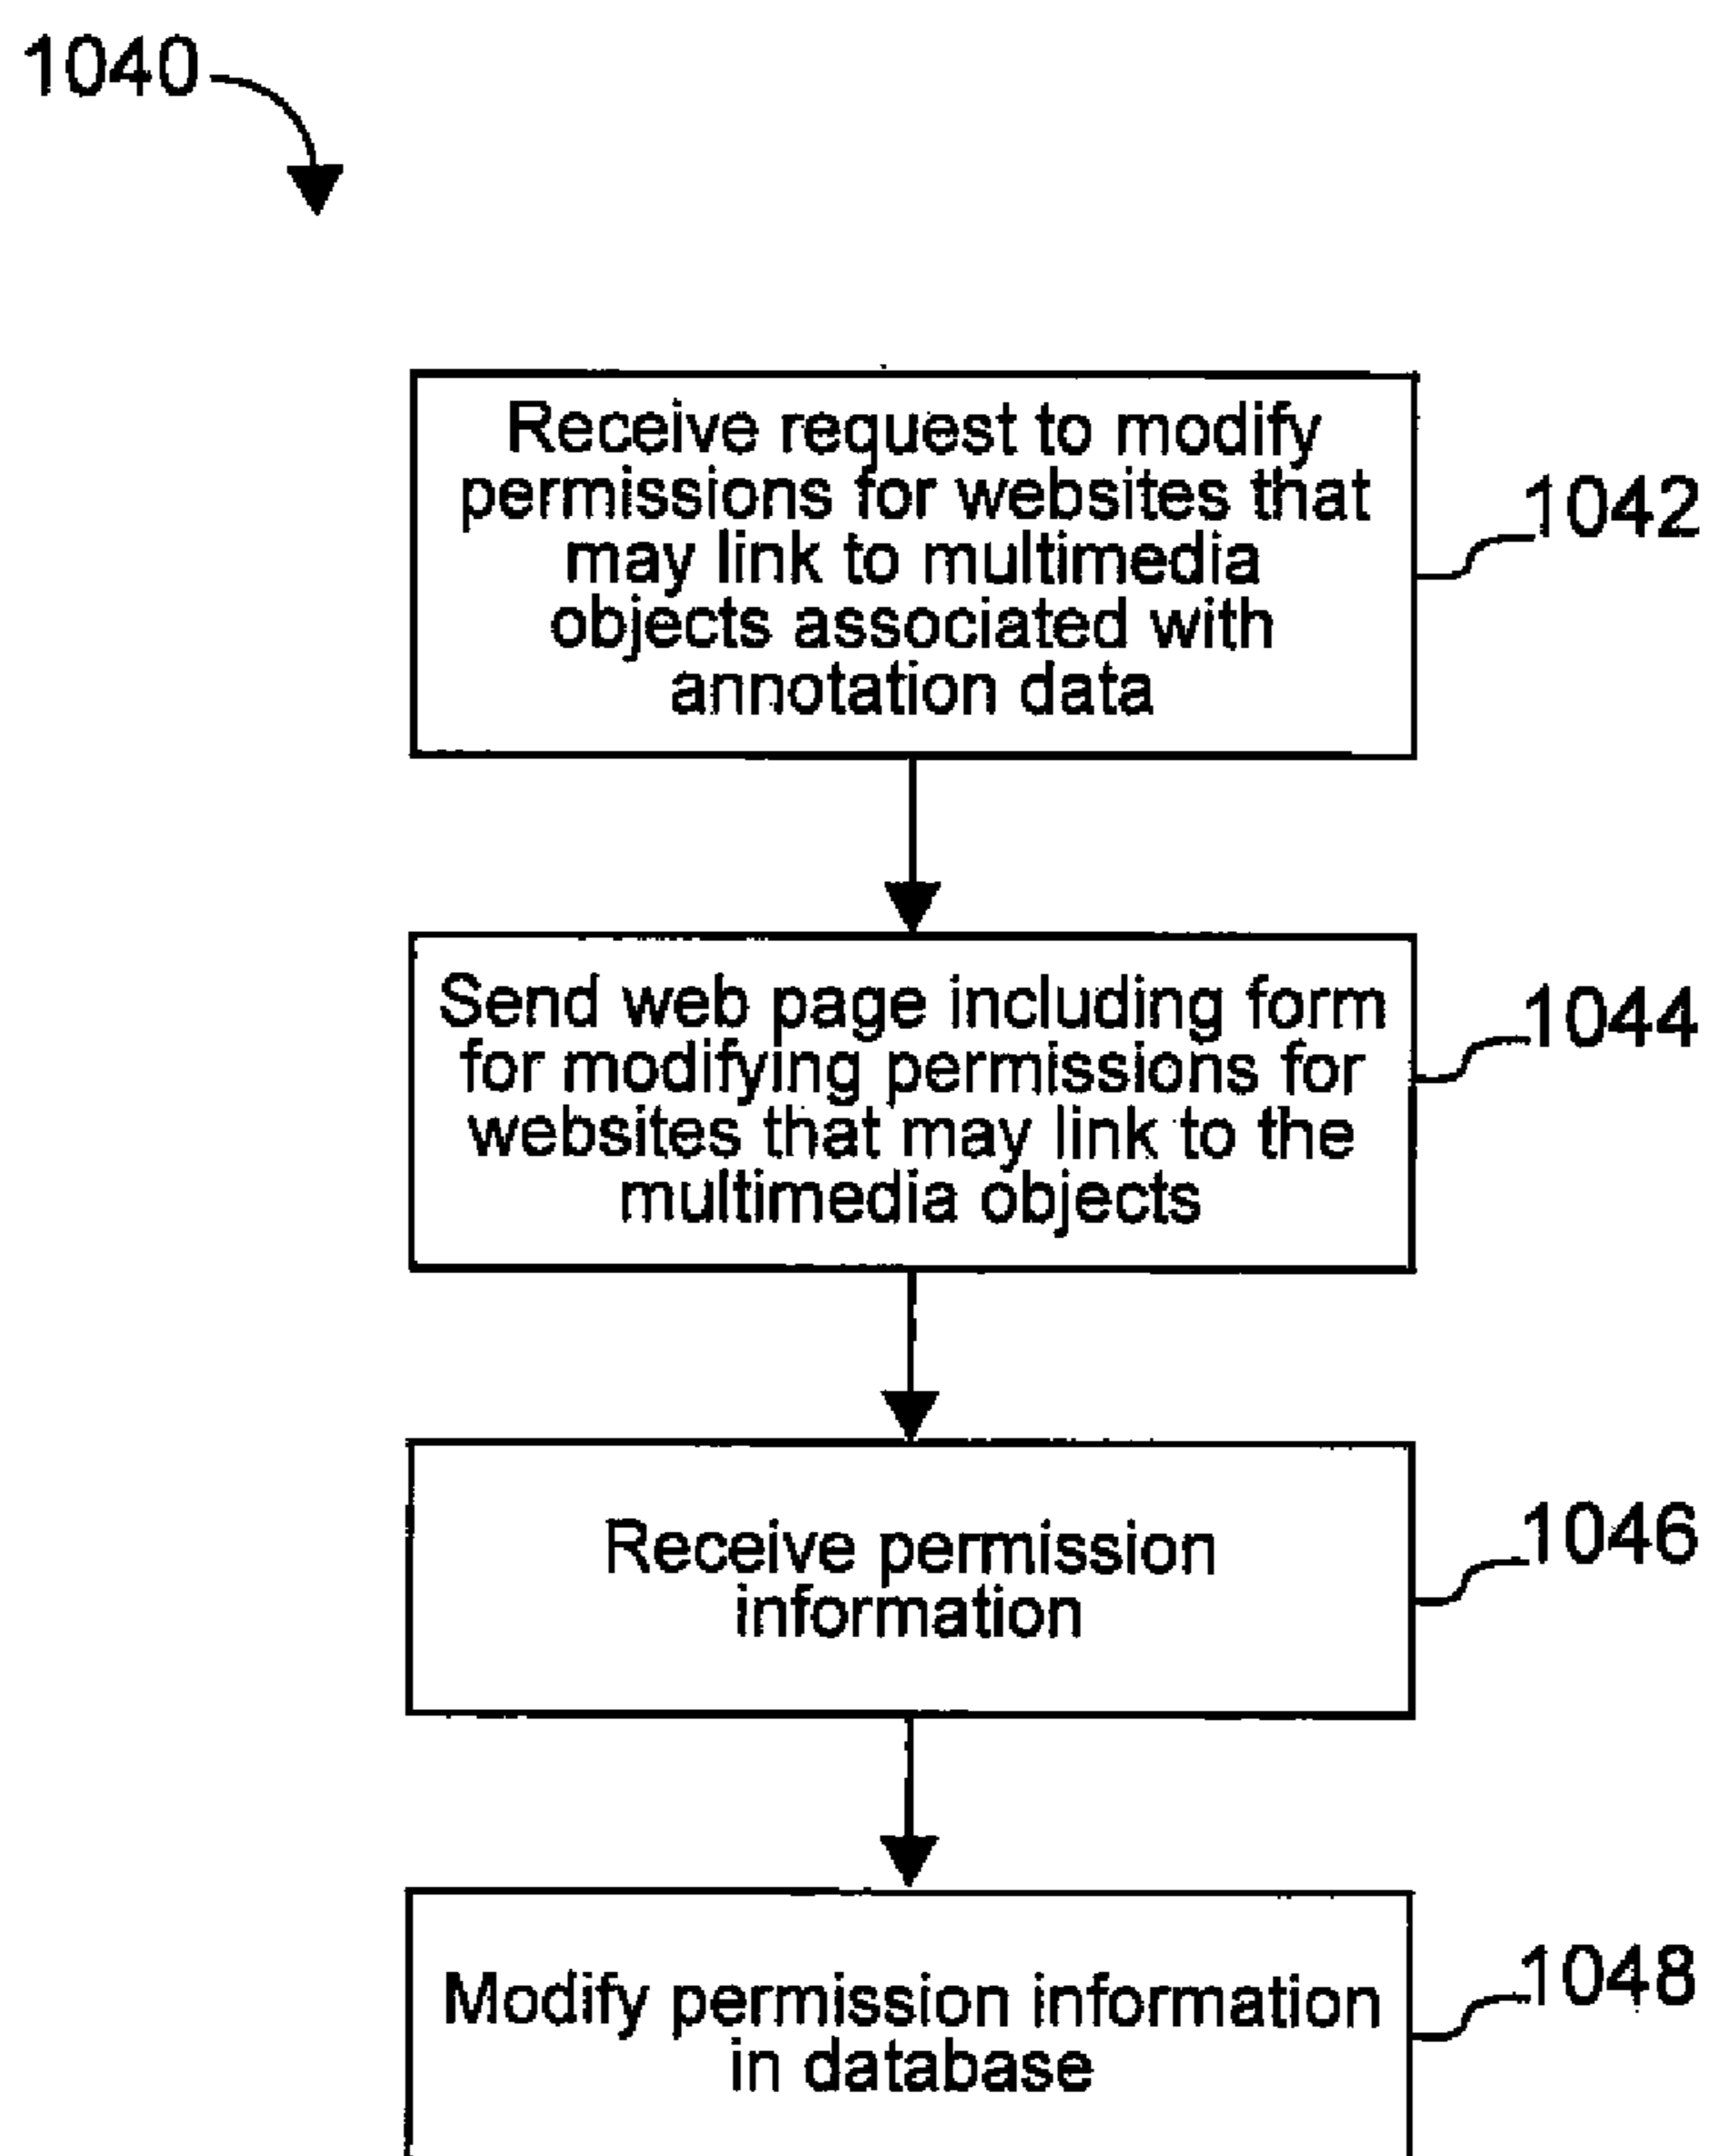 1040
Receive request to modify
permissions for websites that
may link to multimedia
objects associated with
annotation data
1042
Send web page including form
for modifying permissions for
websites that may link to the
multimedia objects
1044
Receive permission
information
1046
Modify permission information
in database
1048